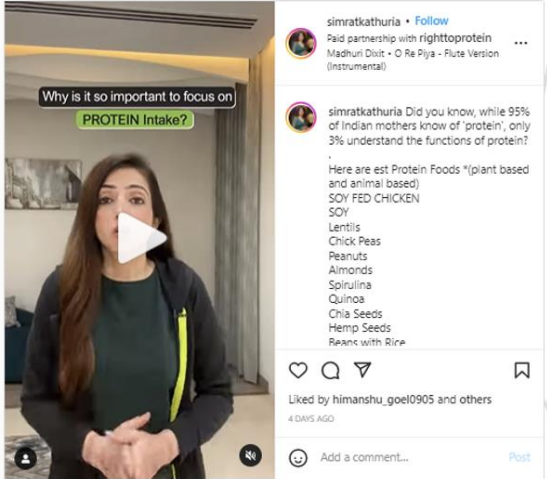 simratkathuria • Follow
Paid partnership with righttoprotein
Madhuri Dixit • O Re Piya - Flute Version
(Instrumental)
Why is it so important to focus on
PROTEIN Intake?
simratkathuria Did you know, while 95%
of Indian mothers know of 'protein', only
3% understand the functions of protein?
.
Here are est Protein Foods *(plant based
and animal based)
SOY FED CHICKEN
SOY
Lentils
Chick Peas
Peanuts
Almonds
Spirulina
Quinoa
Chia Seeds
Hemp Seeds
Beans with Rice
Liked by himanshu_goel0905 and others
4 DAYS AGO
Add a comment...
Post